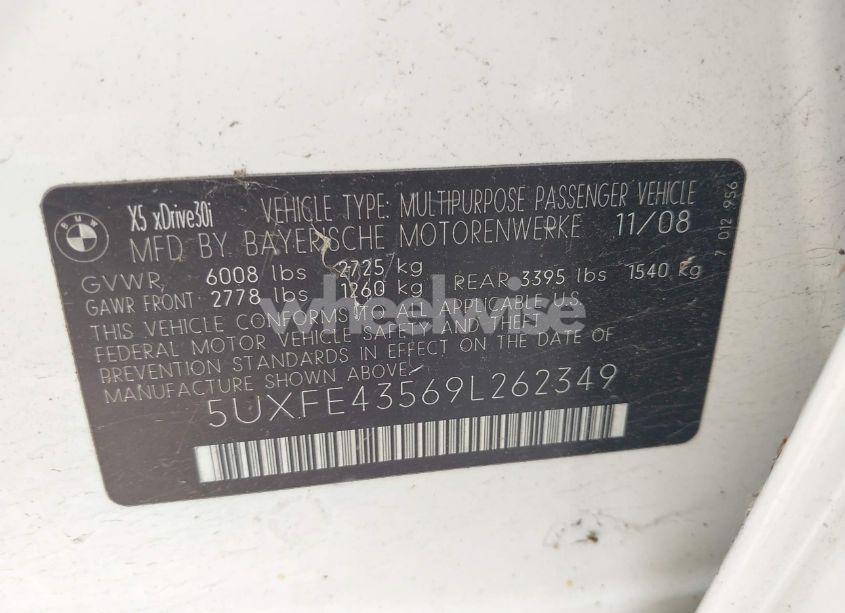 BMW
X5 xDrive30i VEHICLE TYPE: MULTIPURPOSE PASSENGER VEHICLE
MFD BY BAYERISCHE MOTORENWERKE 11/08
GVWR, 6008 lbs 2725 kg
GAWR FRONT: 2778 lbs 1260 kg REAR 3395 lbs 1540 kg
THIS VEHICLE CONFORMS TO ALL APPLICABLE U.S.
FEDERAL MOTOR VEHICLE SAFETY AND THEFT
PREVENTION STANDARDS IN EFFECT ON THE DATE OF
MANUFACTURE SHOWN ABOVE.
5UXFE43569L262349
7 012 956
wheelwise